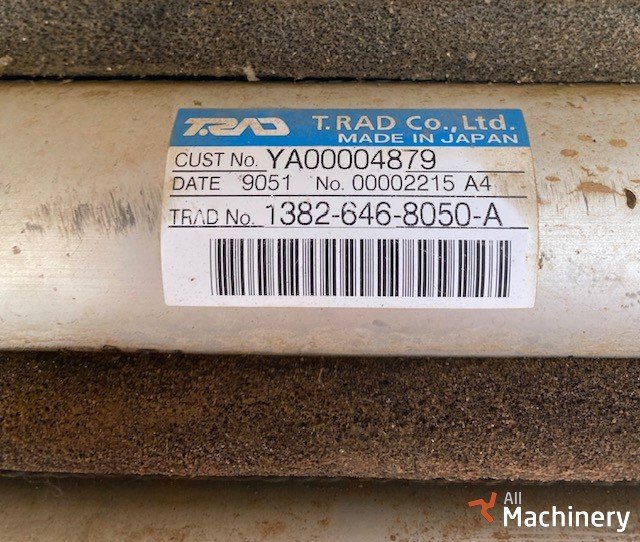 T.RAD T.RAD Co.,Ltd.
MADE IN JAPAN
CUST No. YA00004879
DATE 9051 No. 00002215 A4
TRAD No. 1382-646-8050-A
All
Machinery